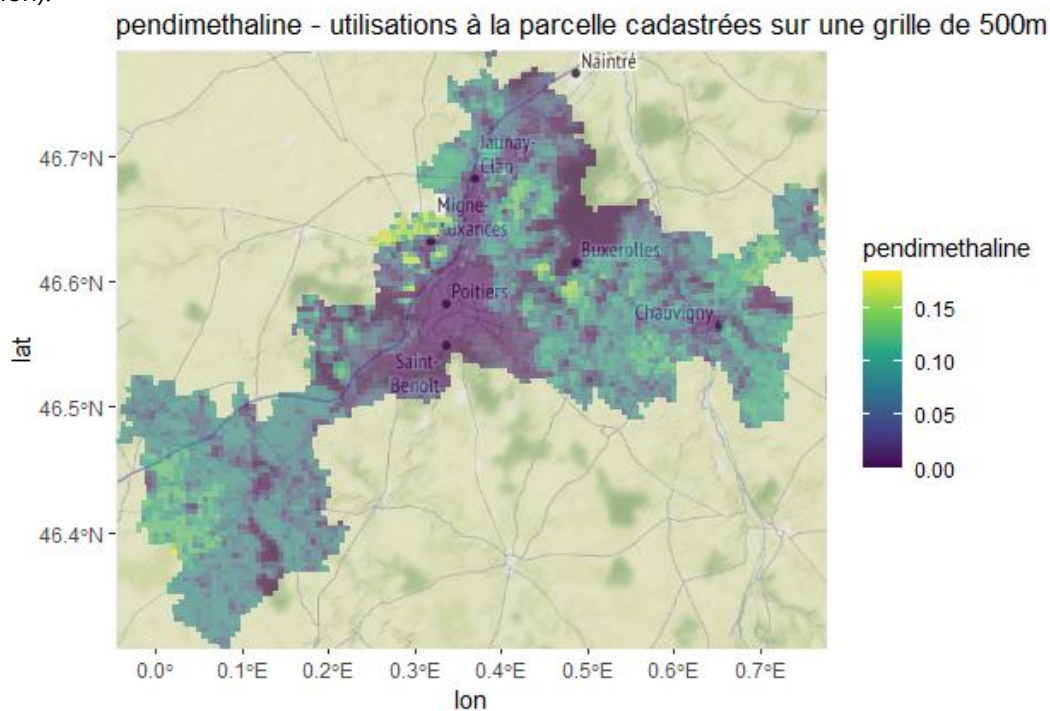 ion).
pendimethaline - utilisations à la parcelle cadastrées sur une grille de 500m
Naintré
Jaunay-
Clan
Migné-
Auxances
Buxerolles
Poitiers
Chauvigny
Saint-
Benoît
46.7°N
46.6°N
46.5°N
46.4°N
lat
0.0°
0.1°E
0.2°E
0.3°E
0.4°E
0.5°E
0.6°E
0.7°E
lon
pendimethaline
0.15
0.10
0.05
0.00